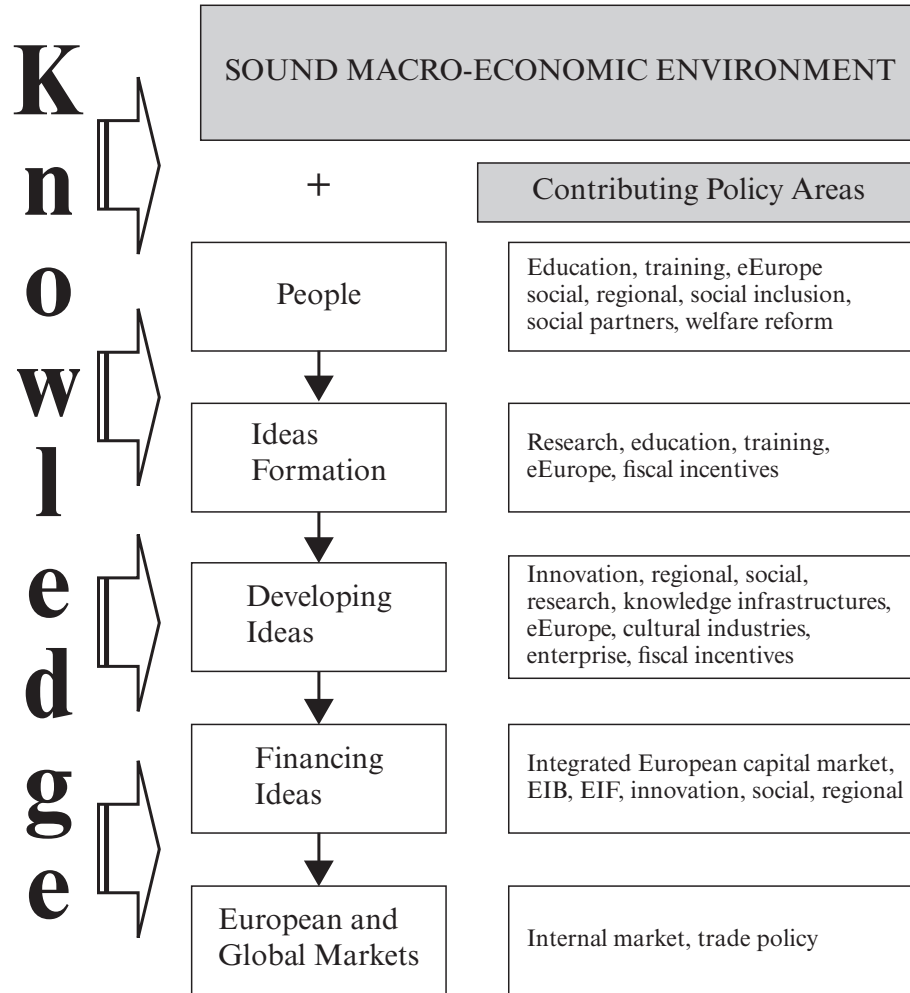 Knowledge
SOUND MACRO-ECONOMIC ENVIRONMENT
+
Contributing Policy Areas
People
Education, training, eEurope
social, regional, social inclusion,
social partners, welfare reform
Ideas
Formation
Research, education, training,
eEurope, fiscal incentives
Developing
Ideas
Innovation, regional, social,
research, knowledge infrastructures,
eEurope, cultural industries,
enterprise, fiscal incentives
Financing
Ideas
Integrated European capital market,
EIB, EIF, innovation, social, regional
European and
Global Markets
Internal market, trade policy